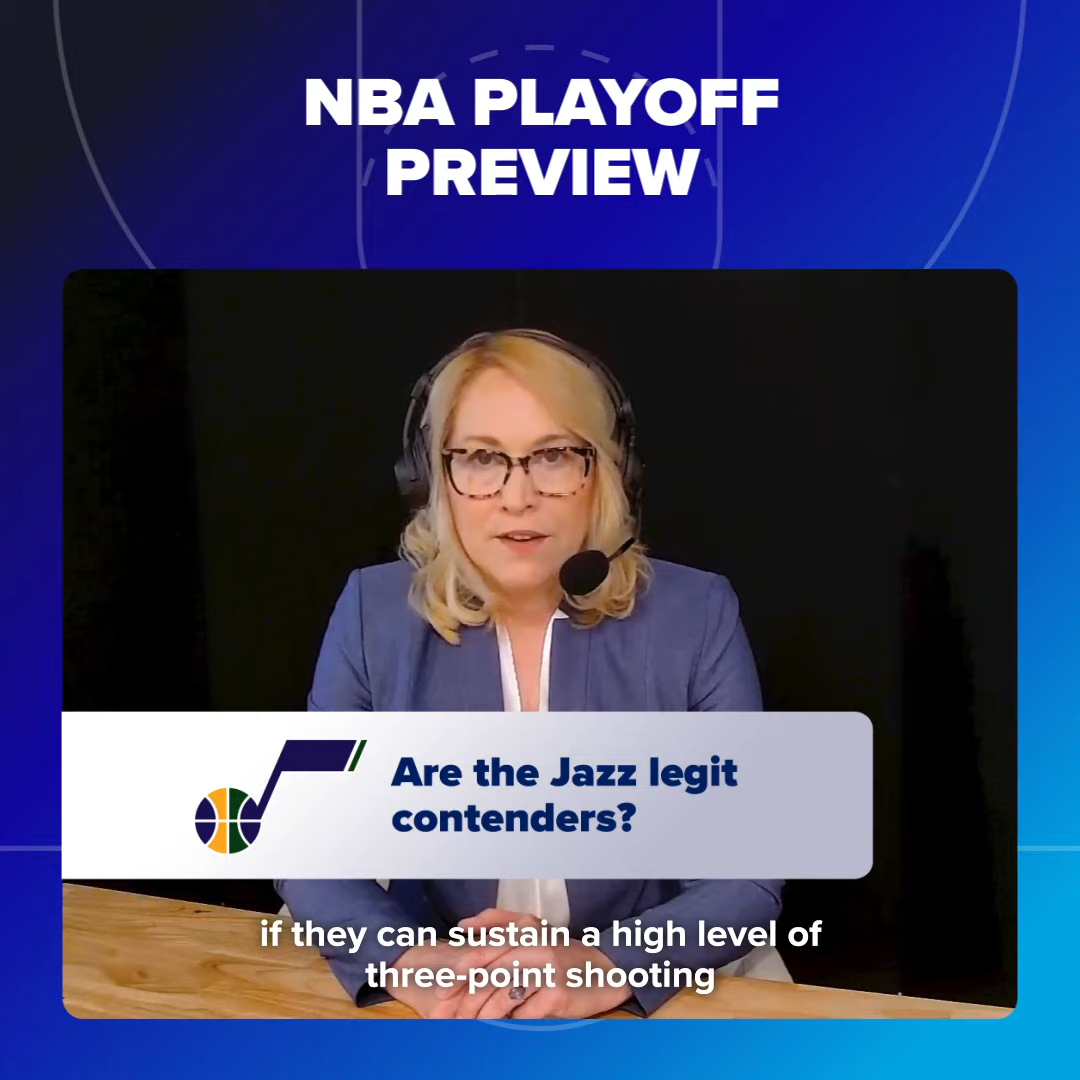 NBA PLAYOFF
PREVIEW
Are the Jazz legit
contenders?
if they can sustain a high level of
three-point shooting